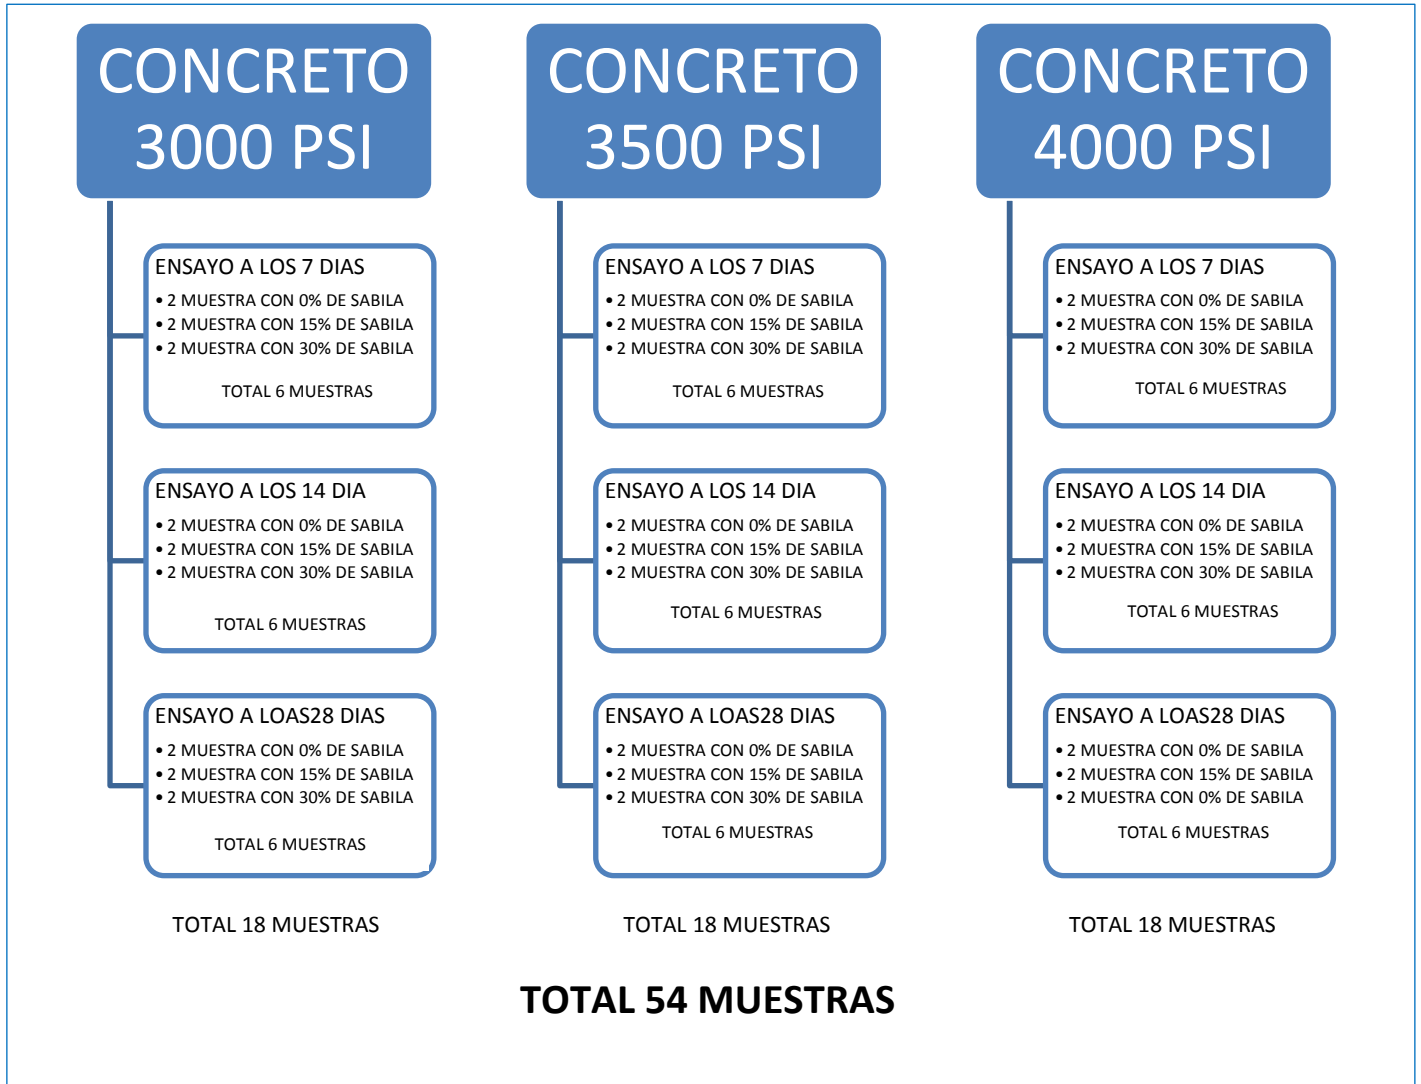 CONCRETO
3000 PSI
ENSAYO A LOS 7 DIAS
• 2 MUESTRA CON 0% DE SABILA
• 2 MUESTRA CON 15% DE SABILA
• 2 MUESTRA CON 30% DE SABILA
TOTAL 6 MUESTRAS
ENSAYO A LOS 14 DIA
• 2 MUESTRA CON 0% DE SABILA
• 2 MUESTRA CON 15% DE SABILA
• 2 MUESTRA CON 30% DE SABILA
TOTAL 6 MUESTRAS
ENSAYO A LOAS28 DIAS
• 2 MUESTRA CON 0% DE SABILA
• 2 MUESTRA CON 15% DE SABILA
• 2 MUESTRA CON 30% DE SABILA
TOTAL 6 MUESTRAS
TOTAL 18 MUESTRAS
CONCRETO
3500 PSI
ENSAYO A LOS 7 DIAS
• 2 MUESTRA CON 0% DE SABILA
• 2 MUESTRA CON 15% DE SABILA
• 2 MUESTRA CON 30% DE SABILA
TOTAL 6 MUESTRAS
ENSAYO A LOS 14 DIA
• 2 MUESTRA CON 0% DE SABILA
• 2 MUESTRA CON 15% DE SABILA
• 2 MUESTRA CON 30% DE SABILA
TOTAL 6 MUESTRAS
ENSAYO A LOAS28 DIAS
• 2 MUESTRA CON 0% DE SABILA
• 2 MUESTRA CON 15% DE SABILA
• 2 MUESTRA CON 30% DE SABILA
TOTAL 6 MUESTRAS
TOTAL 18 MUESTRAS
CONCRETO
4000 PSI
ENSAYO A LOS 7 DIAS
• 2 MUESTRA CON 0% DE SABILA
• 2 MUESTRA CON 15% DE SABILA
• 2 MUESTRA CON 30% DE SABILA
TOTAL 6 MUESTRAS
ENSAYO A LOS 14 DIA
• 2 MUESTRA CON 0% DE SABILA
• 2 MUESTRA CON 15% DE SABILA
• 2 MUESTRA CON 30% DE SABILA
TOTAL 6 MUESTRAS
ENSAYO A LOAS28 DIAS
• 2 MUESTRA CON 0% DE SABILA
• 2 MUESTRA CON 15% DE SABILA
• 2 MUESTRA CON 0% DE SABILA
TOTAL 6 MUESTRAS
TOTAL 18 MUESTRAS
TOTAL 54 MUESTRAS